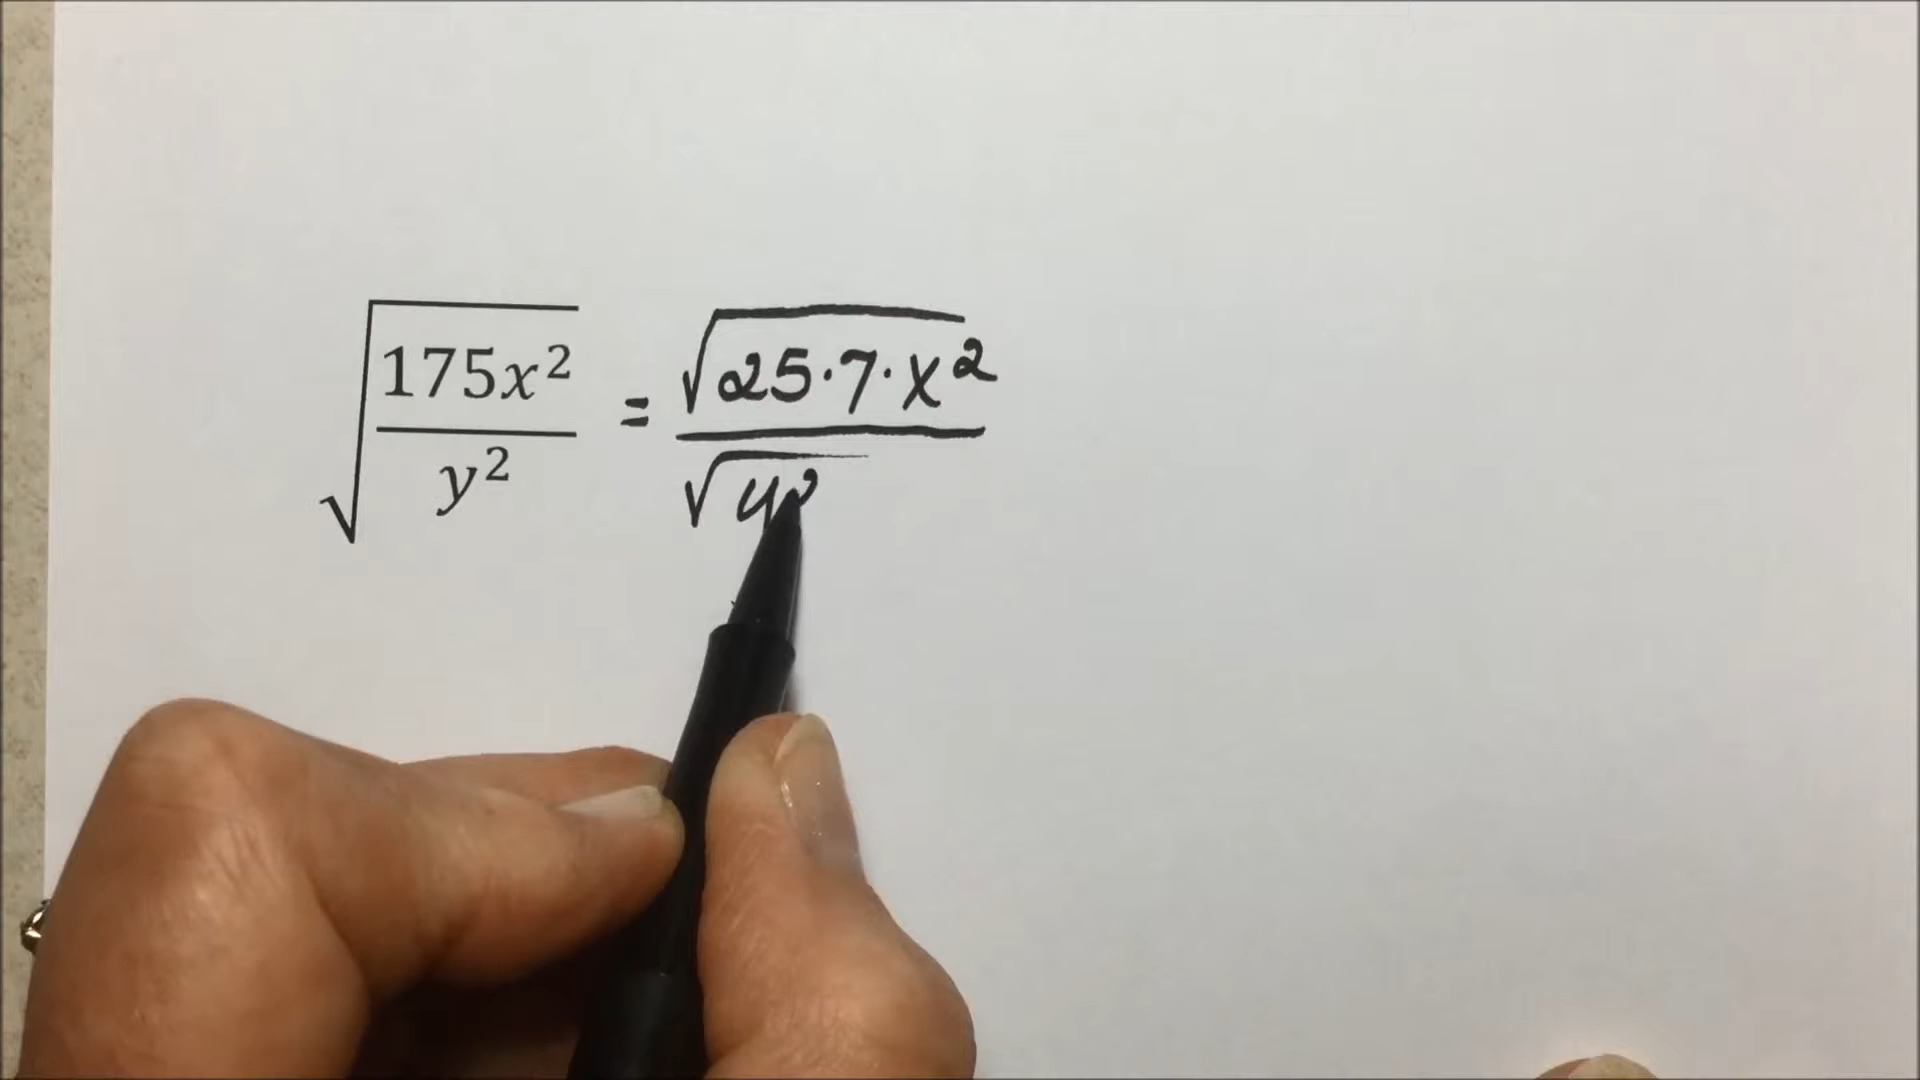 √(175x²/y²) = √(25·7·x²)/√(y²)